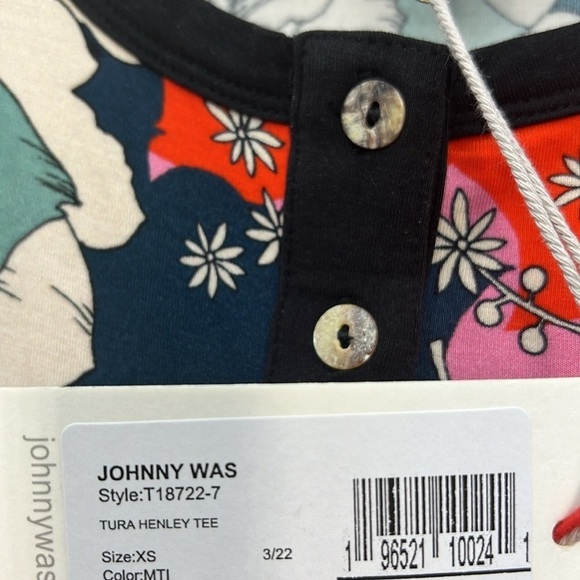 johnnywas
JOHNNY WAS
Style:T18722-7
TURA HENLEY TEE
Size:XS 3/22
Color:MTI
1 96521 10024 1